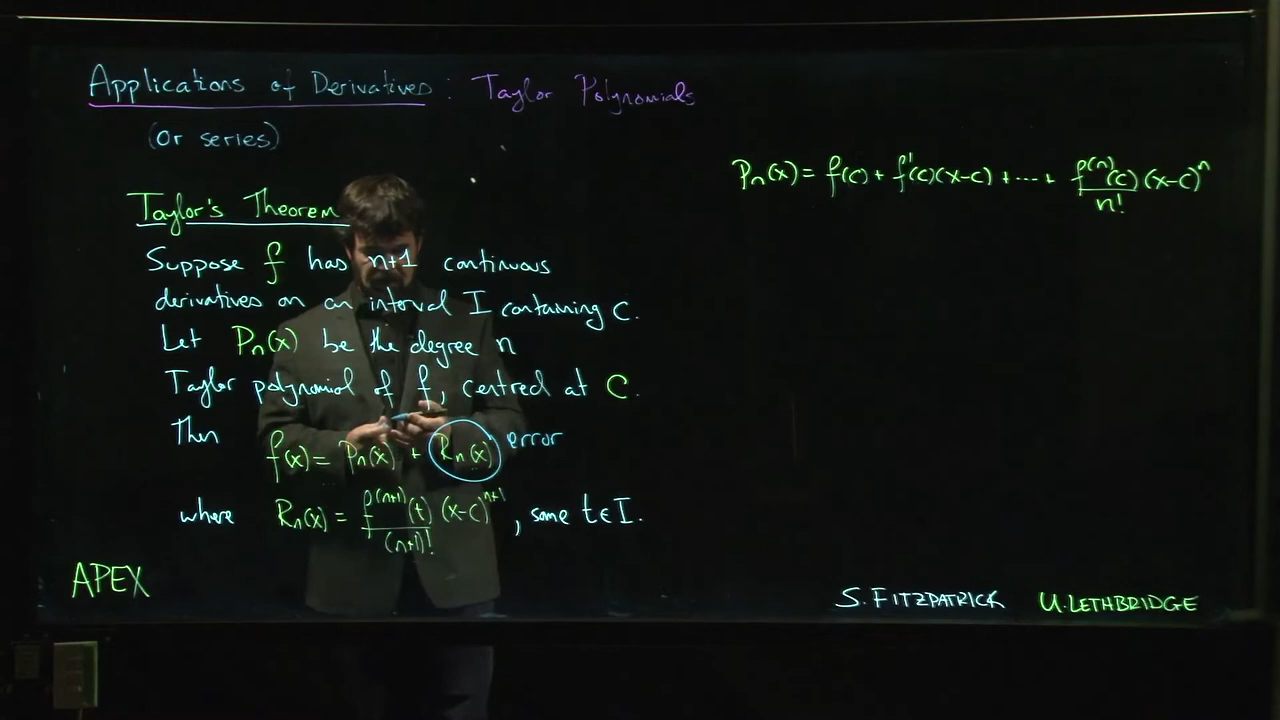 Applications of Derivatives: Taylor Polynomials
(Or series)
Pn(x) = f(c) + f'(c)(x-c) + ... + f^(n)(c)/n! (x-c)^n
Taylor's Theorem
Suppose f has n+1 continuous
derivatives on an interval I containing c.
Let Pn(x) be the degree n
Taylor polynomial of f, centred at C.
Then
f(x) = Pn(x) + Rn(x) error
where Rn(x) = f^(n+1)(t)/(n+1)! (x-c)^n+1, some t∈I.
APEX
S. FITZPATRICK U. LETHBRIDGE